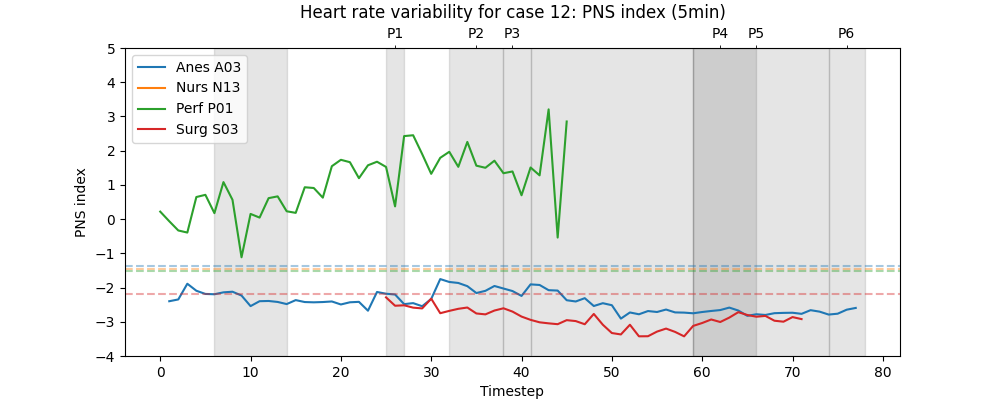 Heart rate variability for case 12: PNS index (5min)
P1 P2 P3 P4 P5 P6
Anes A03
Nurs N13
Perf P01
Surg S03
PNS index
5
4
3
2
1
0
−1
−2
−3
−4
0 10 20 30 40 50 60 70 80
Timestep